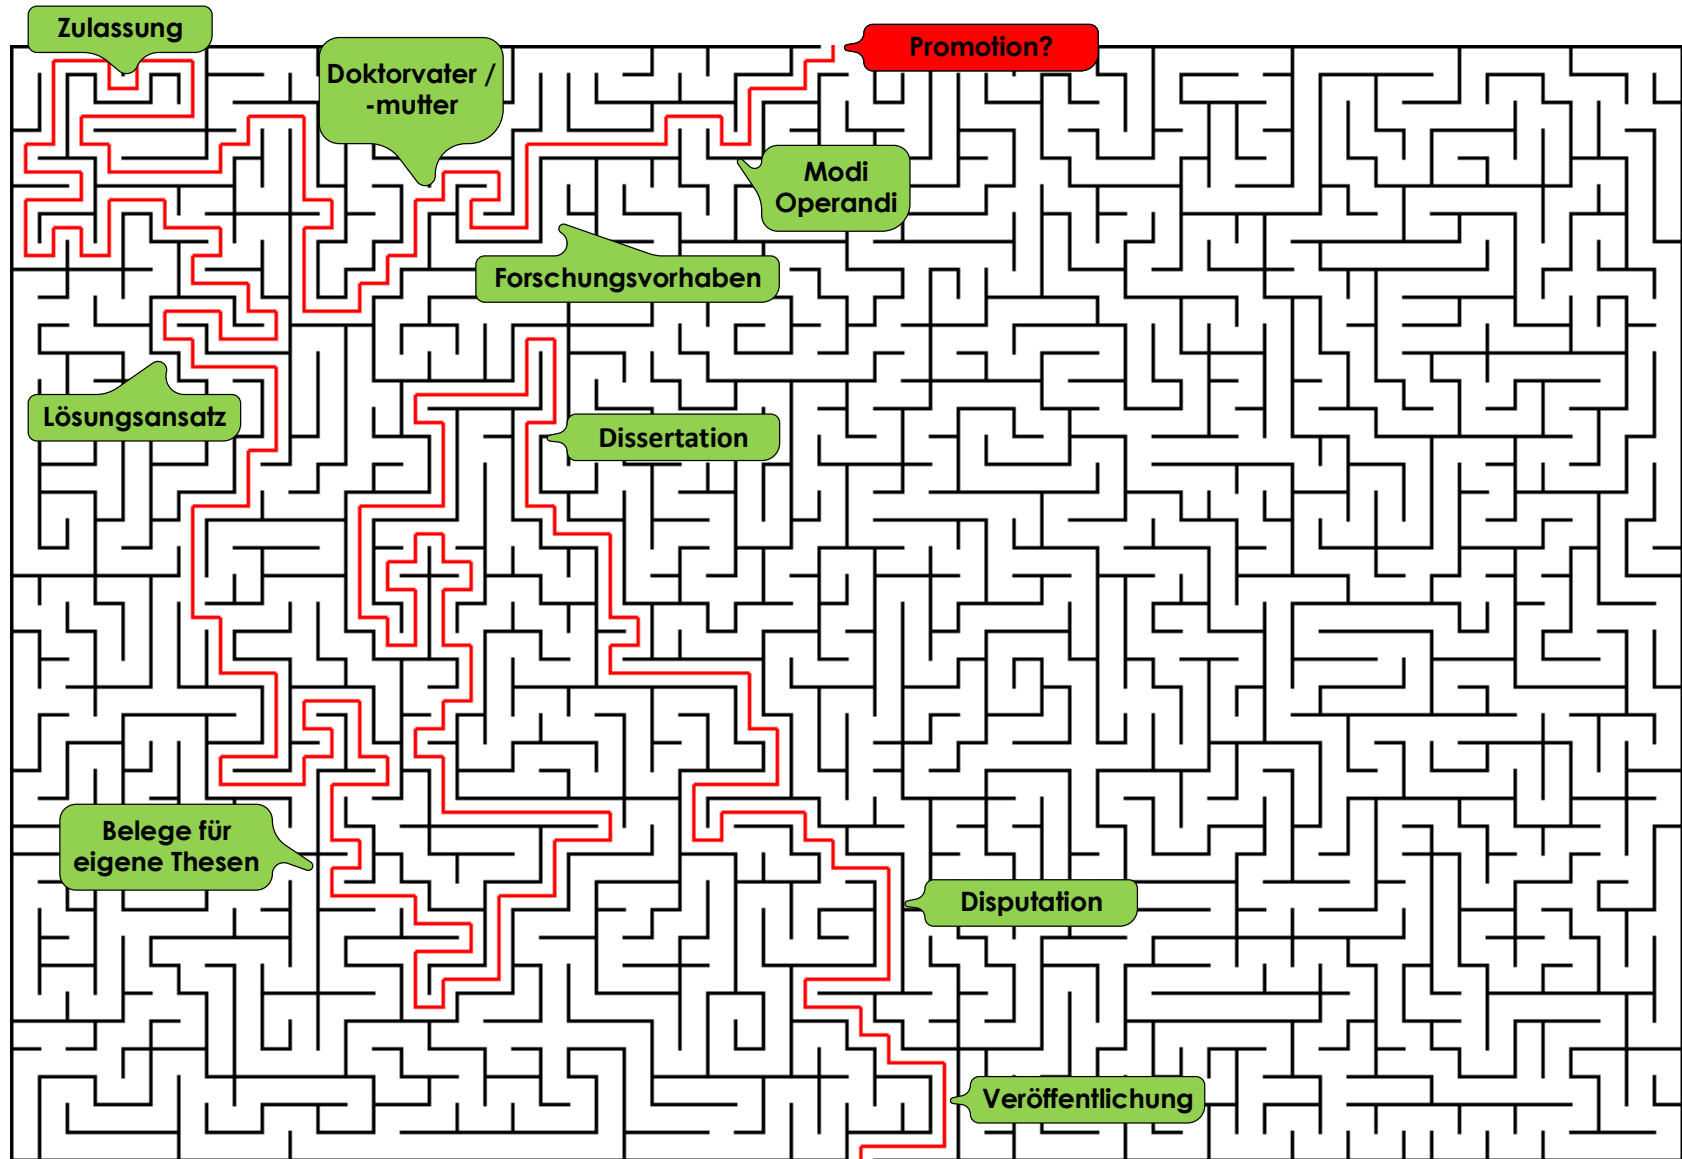 Zulassung
Promotion?
Doktorvater /
-mutter
Modi
Operandi
Forschungsvorhaben
Lösungsansatz
Dissertation
Belege für
eigene Thesen
Disputation
Veröffentlichung